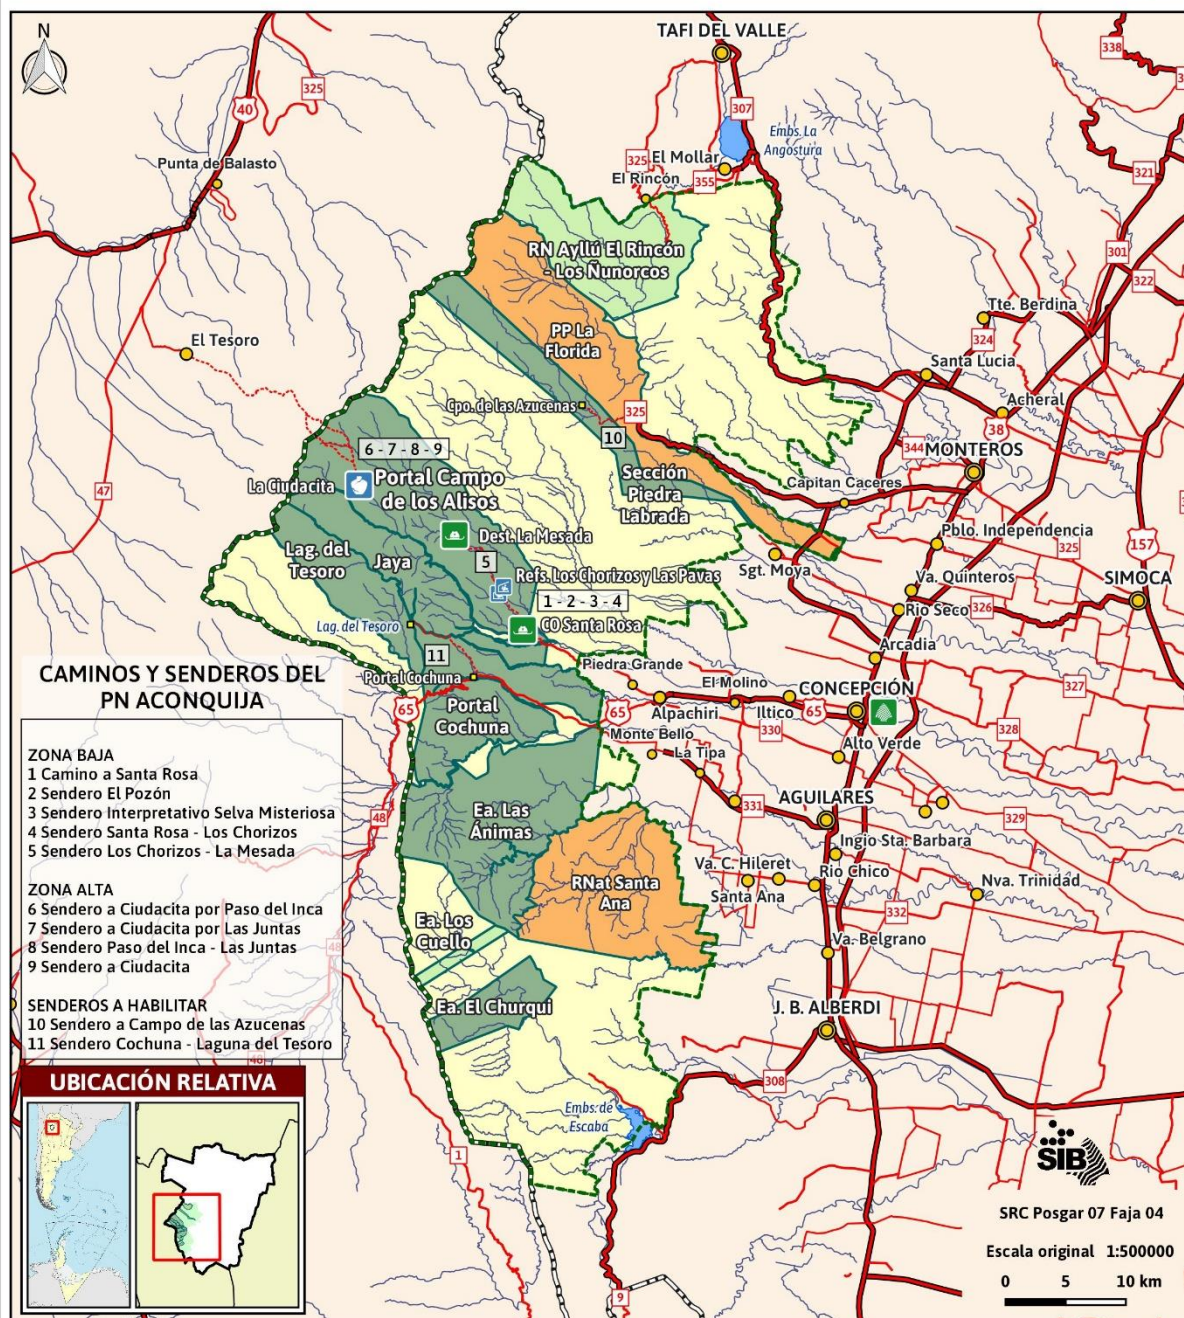 N
TAFI DEL VALLE
338
325
40
307
Embs. La
Angostura
Punta de Balasto
325
El Mollar
El Rincón
355
321
RN Ayllú El Rincón
- Los Ñunorcos
301
322
Tte. Berdina
El Tesoro
PP La
Florida
324
Santa Lucia
Cpo. de las Azucenas
325
Acheral
38
10
6 - 7 - 8 - 9
344
MONTEROS
La Ciudacita
Portal Campo
de los Alisos
Sección
Piedra
Labrada
Capitan Caceres
47
Dest. La Mesada
Pblo. Independencia
325
157
Lag. del
Tesoro
Jaya
5
Sgt. Moya
Refs. Los Chorizos y Las Pavas
Va. Quinteros
SIMOCA
1 - 2 - 3 - 4
326
Rio Seco
Lag. del Tesoro
CO Santa Rosa
Arcadia
11
Piedra Grande
Portal Cochuna
El Molino
327
CONCEPCIÓN
65
Portal
Cochuna
65
Alpachiri
Iltico
65
Monte Bello
330
328
La Tipa
Alto Verde
CAMINOS Y SENDEROS DEL
PN ACONQUIJA
ZONA BAJA
1 Camino a Santa Rosa
2 Sendero El Pozón
3 Sendero Interpretativo Selva Misteriosa
4 Sendero Santa Rosa - Los Chorizos
5 Sendero Los Chorizos - La Mesada
ZONA ALTA
6 Sendero a Ciudacita por Paso del Inca
7 Sendero a Ciudacita por Las Juntas
8 Sendero Paso del Inca - Las Juntas
9 Sendero a Ciudacita
SENDEROS A HABILITAR
10 Sendero a Campo de las Azucenas
11 Sendero Cochuna - Laguna del Tesoro
48
48
48
Ea. Las
Ánimas
331
AGUILARES
329
Ingio Sta. Barbara
Va. C. Hileret
Rio Chico
RNat Santa
Ana
Santa Ana
Nva. Trinidad
332
Ea. Los
Cuello
Va. Belgrano
Ea. El Churqui
J. B. ALBERDI
308
Embs. de
Escaba
1
9
UBICACIÓN RELATIVA
SIB
SRC Posgar 07 Faja 04
Escala original 1:500000
0 5 10 km